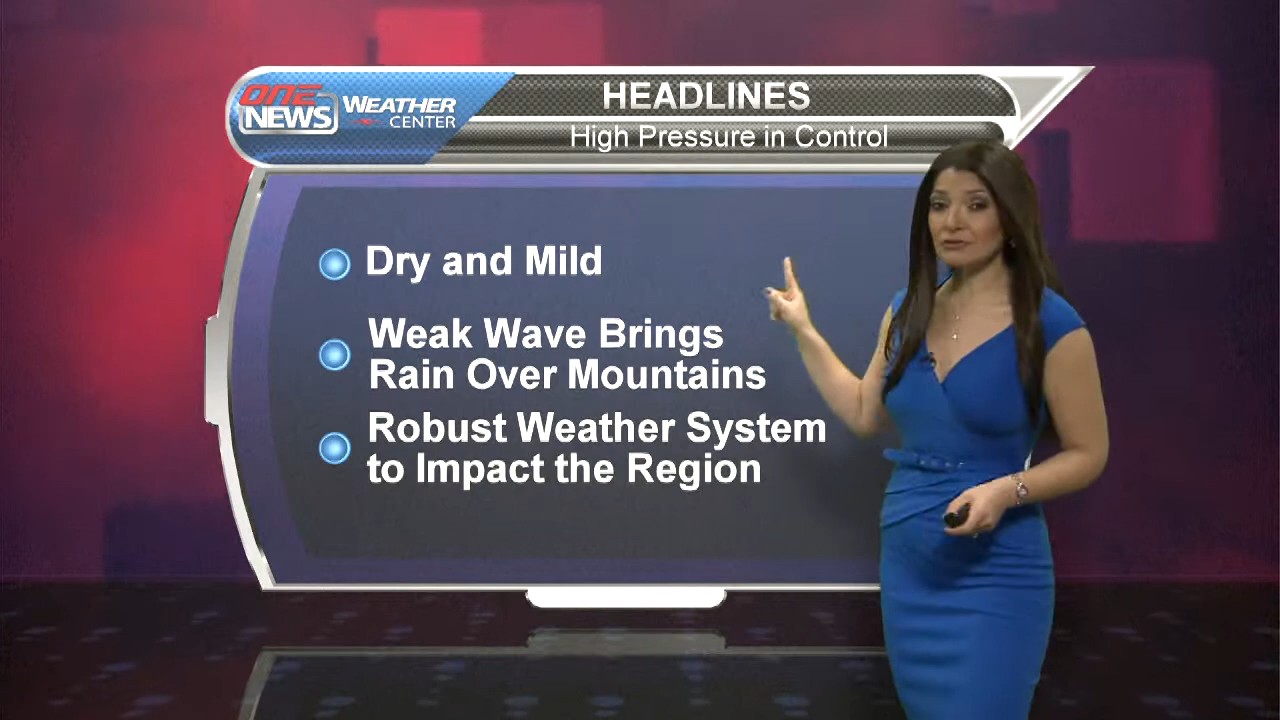 ONE
NEWS
WEATHER
CENTER
HEADLINES
High Pressure in Control
Dry and Mild
Weak Wave Brings
Rain Over Mountains
Robust Weather System
to Impact the Region